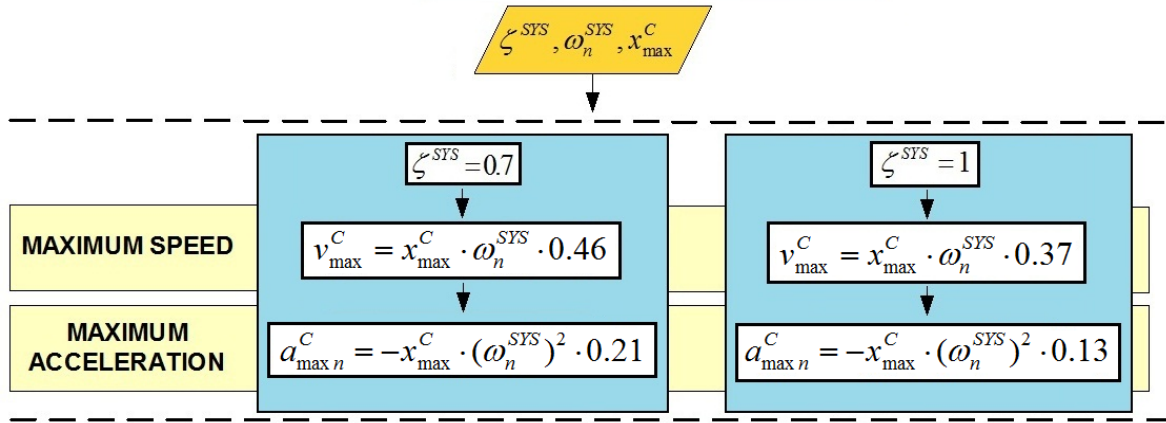 ζ^SYS, ω_n^SYS, x_max^C
ζ^SYS = 0.7
ζ^SYS = 1
MAXIMUM SPEED
v_max^C = x_max^C · ω_n^SYS · 0.46
v_max^C = x_max^C · ω_n^SYS · 0.37
MAXIMUM
ACCELERATION
a_max n^C = −x_max^C · (ω_n^SYS)² · 0.21
a_max n^C = −x_max^C · (ω_n^SYS)² · 0.13